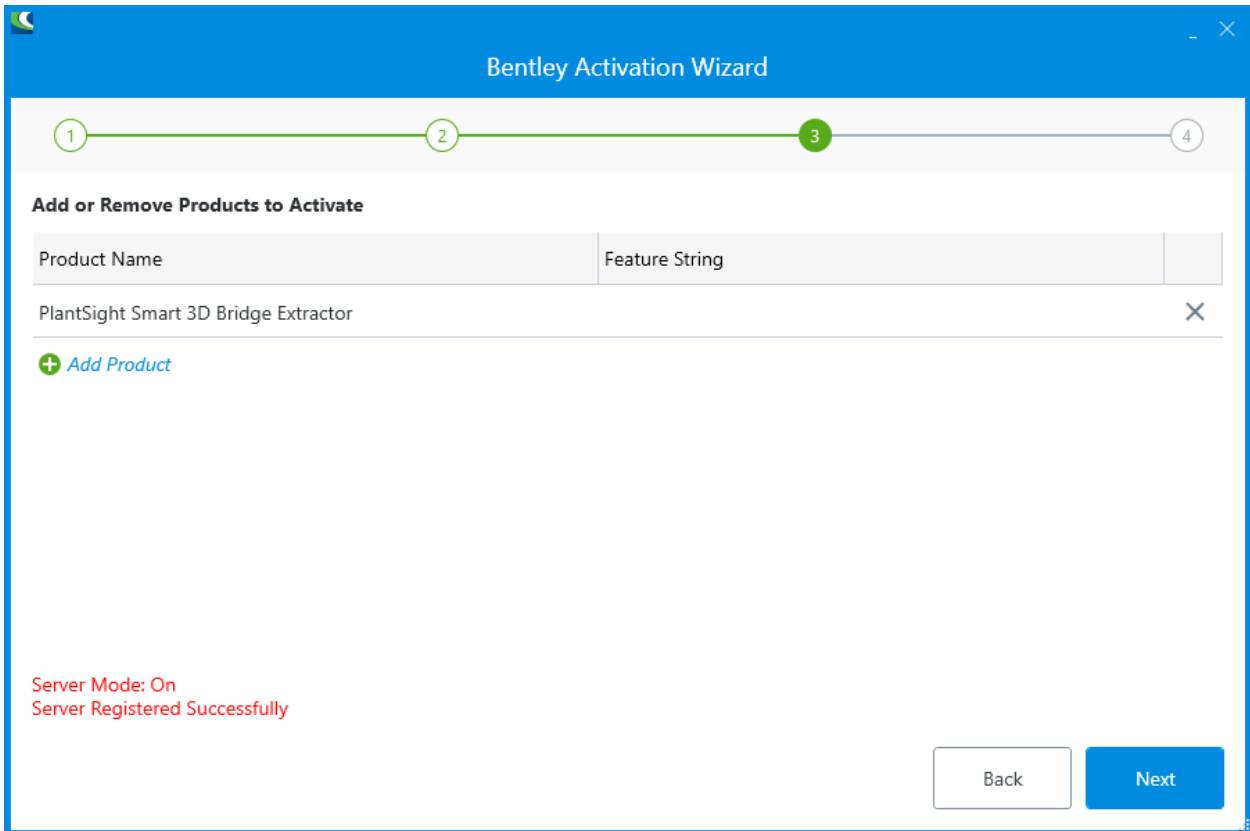 Bentley Activation Wizard
1 2 3 4
Add or Remove Products to Activate
Product Name Feature String
PlantSight Smart 3D Bridge Extractor
Add Product
Server Mode: On
Server Registered Successfully
Back Next